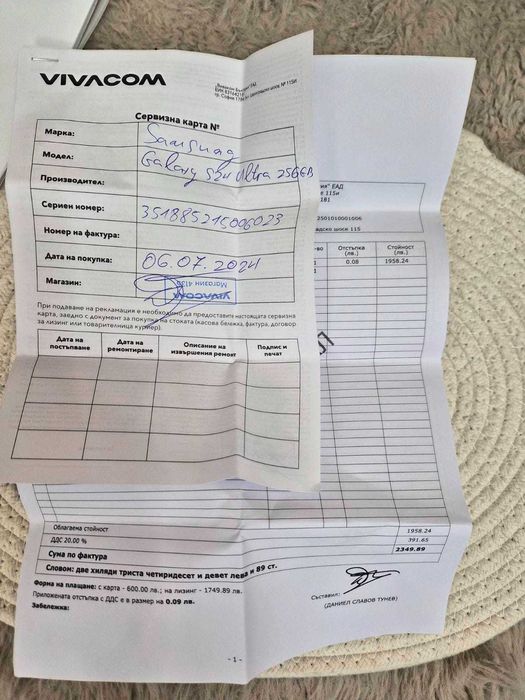 VIVACOM
Сервизна карта №
Марка: Samsung
Модел: Galaxy S24 Ultra 256GB
Производител:
Сериен номер: 351885215006023
Номер на фактура:
Дата на покупка: 06.07.2024
Магазин: VIVACOM
Магазин
При подаване на рекламация е необходимо да предоставите настоящата сервизна
карта, заедно с документ за покупка на стоката (касова бележка, фактура, договор
за лизинг или товарителница куриер).
Дата на постъпване Дата на ремонтиране Описание на извършения ремонт Подпис и печат
ЕАД
115и
181
2501010001006
шосе 115
Отстъпка (лв.) Стойност (лв.)
0.08 1958.24
Облагаема стойност 1958.24
ДДС 20.00 % 391.65
Сума по фактура 2349.89
Словом: две хиляди триста четиридесет и девет лева и 89 ст.
Форма на плащане: с карта - 600.00 лв.; на лизинг - 1749.89 лв.
Приложената отстъпка с ДДС е в размер на 0.09 лв.
Забележка:
Съставил:
(ДАНИЕЛ СЛАВОВ ТУНЕВ)
- 1 -